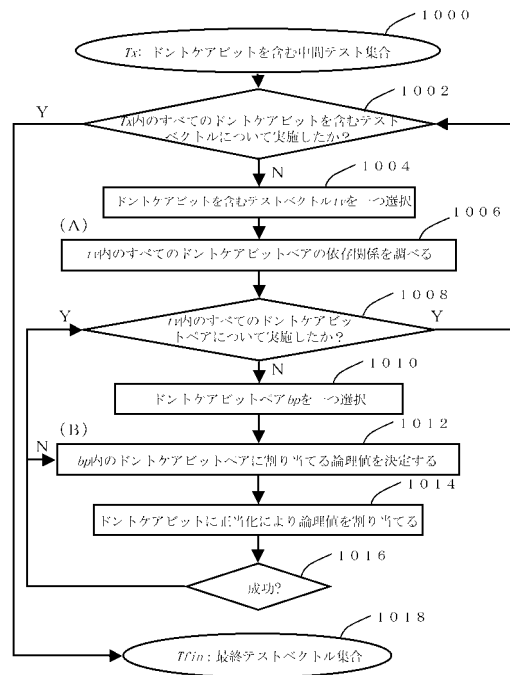 1000
Tx: ドントケアビットを含む中間テスト集合
1002
Y
Tx内のすべてのドントケアビットを含むテスト
ベクトルについて実施したか?
N
1004
ドントケアビットを含むテストベクトルtvを一つ選択
1006
(A)
tv内のすべてのドントケアビットペアの依存関係を調べる
1008
Y
tv内のすべてのドントケアビッ
トペアについて実施したか?
Y
N
1010
ドントケアビットペアbpを一つ選択
1012
(B)
N
bp内のドントケアビットペアに割り当てる論理値を決定する
1014
ドントケアビットに正当化により論理値を割り当てる
1016
成功?
1018
Tfin:最終テストベクトル集合